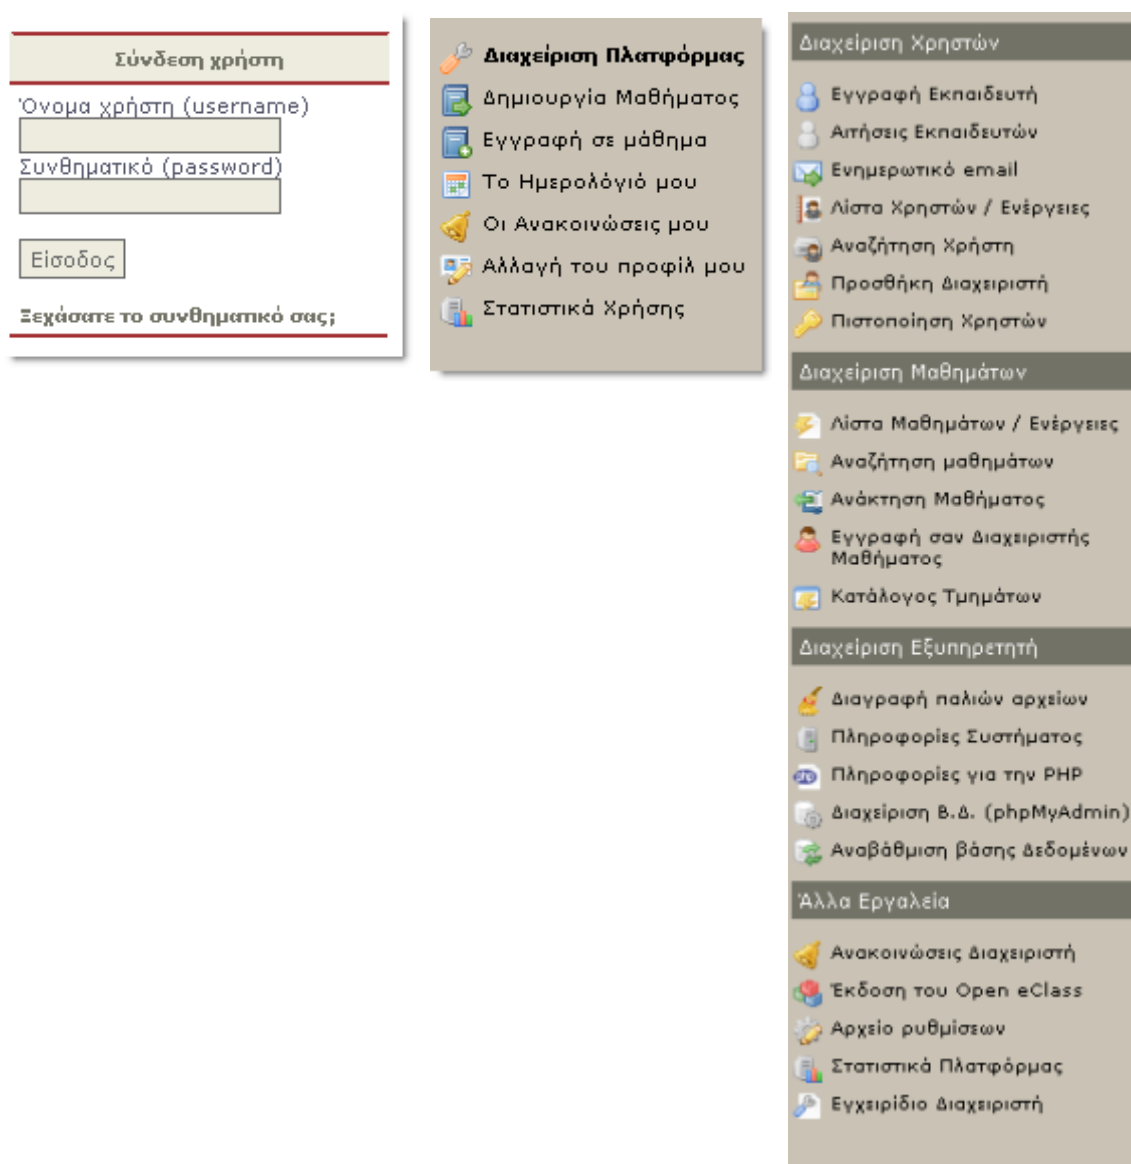 Σύνδεση χρήστη
Όνομα χρήστη (username)
Συνθηματικό (password)
Είσοδος
Ξεχάσατε το συνθηματικό σας;
Διαχείριση Πλατφόρμας
Δημιουργία Μαθήματος
Εγγραφή σε μάθημα
Το Ημερολόγιό μου
Οι Ανακοινώσεις μου
Αλλαγή του προφίλ μου
Στατιστικά Χρήσης
Διαχείριση Χρηστών
Εγγραφή Εκπαιδευτή
Αιτήσεις Εκπαιδευτών
Ενημερωτικό email
Λίστα Χρηστών / Ενέργειες
Αναζήτηση Χρήστη
Προσθήκη Διαχειριστή
Πιστοποίηση Χρηστών
Διαχείριση Μαθημάτων
Λίστα Μαθημάτων / Ενέργειες
Αναζήτηση μαθημάτων
Ανάκτηση Μαθήματος
Εγγραφή σαν Διαχειριστής
Μαθήματος
Κατάλογος Τμημάτων
Διαχείριση Εξυπηρετητή
Διαγραφή παλιών αρχείων
Πληροφορίες Συστήματος
Πληροφορίες για την PHP
Διαχείριση Β.Δ. (phpMyAdmin)
Αναβάθμιση βάσης Δεδομένων
Άλλα Εργαλεία
Ανακοινώσεις Διαχειριστή
Έκδοση του Open eClass
Αρχείο ρυθμίσεων
Στατιστικά Πλατφόρμας
Εγχειρίδιο Διαχειριστή